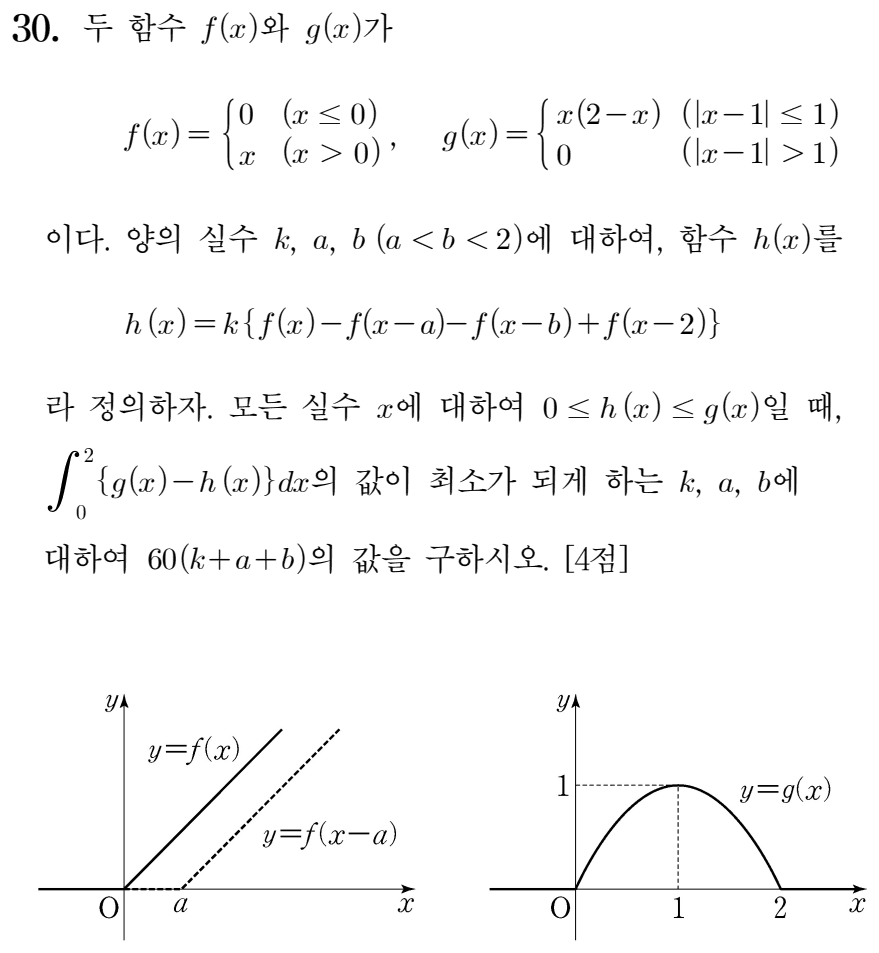 30. 두 함수 f(x)와 g(x)가
f(x) = { 0 (x ≤ 0), x (x > 0) , g(x) = { x(2-x) (|x-1| ≤ 1), 0 (|x-1| > 1)
이다. 양의 실수 k, a, b (a < b < 2)에 대하여, 함수 h(x)를
h(x) = k{f(x)-f(x-a)-f(x-b)+f(x-2)}
라 정의하자. 모든 실수 x에 대하여 0 ≤ h(x) ≤ g(x)일 때,
∫₀² {g(x)-h(x)}dx의 값이 최소가 되게 하는 k, a, b에
대하여 60(k+a+b)의 값을 구하시오. [4점]
y
y=f(x)
y=f(x-a)
O a x
y
1
y=g(x)
O 1 2 x